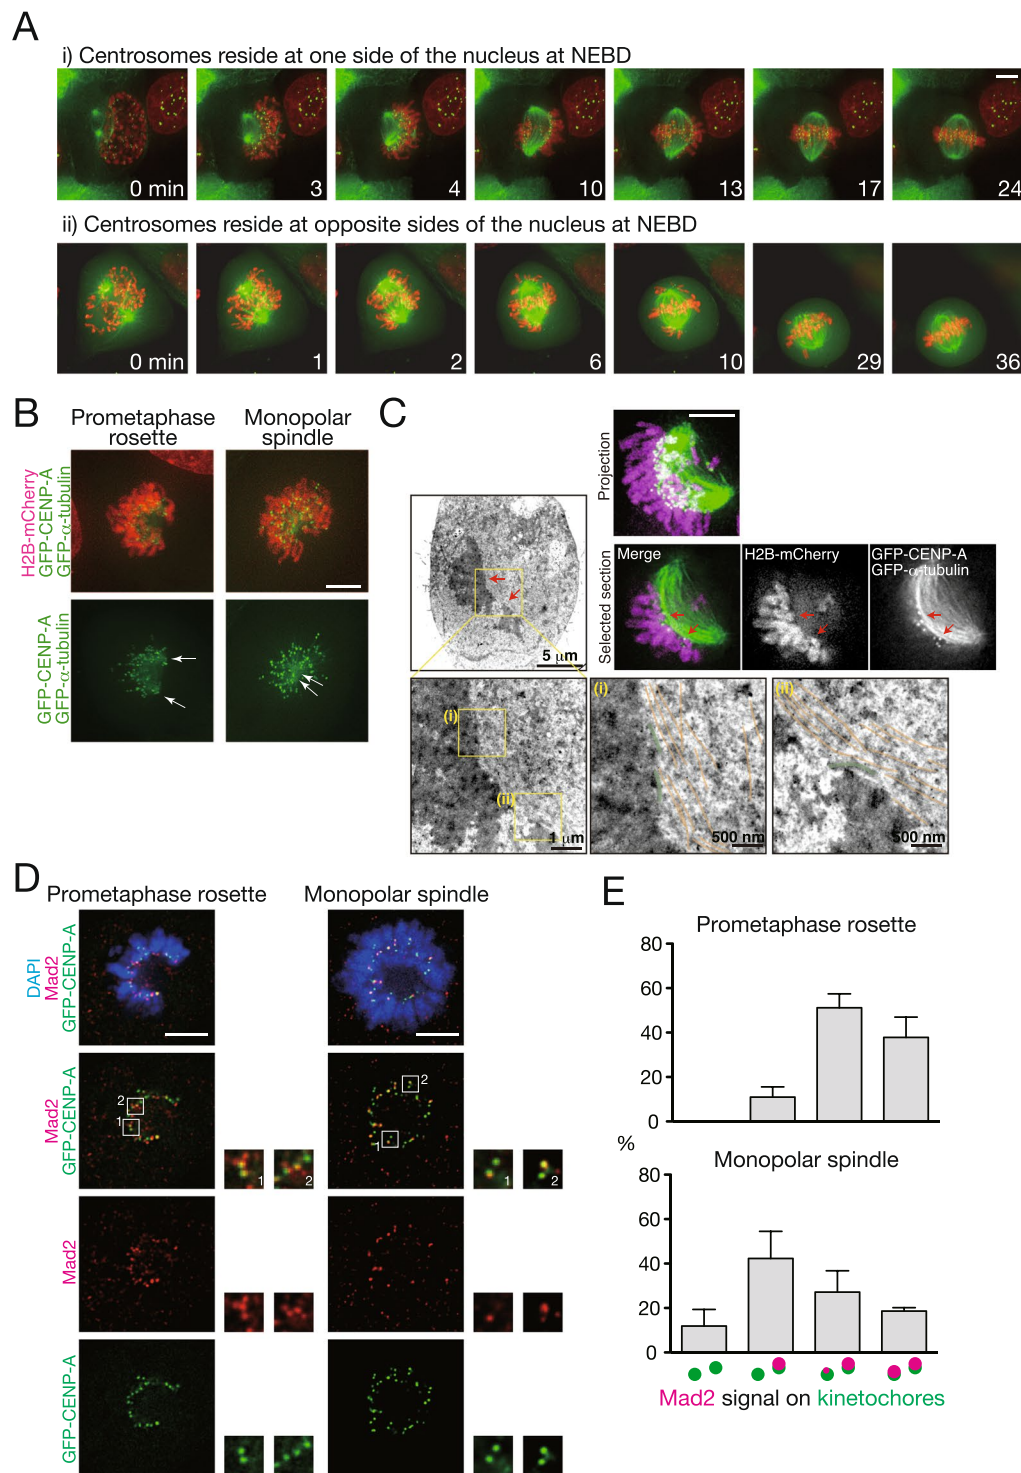 A
i) Centrosomes reside at one side of the nucleus at NEBD
0 min
3
4
10
13
17
24
ii) Centrosomes reside at opposite sides of the nucleus at NEBD
0 min
1
2
6
10
29
36
B
Prometaphase rosette
Monopolar spindle
H2B-mCherry
GFP-CENP-A
GFP-α-tubulin
GFP-CENP-A
GFP-α-tubulin
C
Projection
5 μm
Selected section
Merge
H2B-mCherry
GFP-CENP-A
GFP-α-tubulin
(i)
(ii)
1 μm
(i)
500 nm
(ii)
500 nm
D
Prometaphase rosette
Monopolar spindle
DAPI
Mad2
GFP-CENP-A
Mad2
GFP-CENP-A
2
1
1
2
2
1
1
2
Mad2
GFP-CENP-A
E
Prometaphase rosette
80
60
40
20
0
%
Monopolar spindle
80
60
40
20
0
Mad2 signal on kinetochores